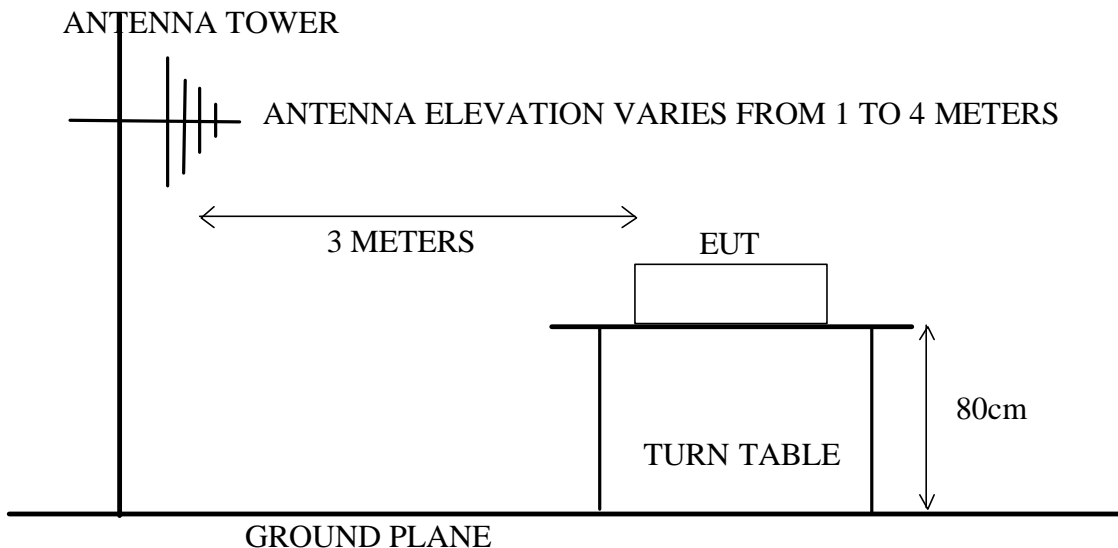 ANTENNA TOWER
ANTENNA ELEVATION VARIES FROM 1 TO 4 METERS
3 METERS
EUT
80cm
TURN TABLE
GROUND PLANE